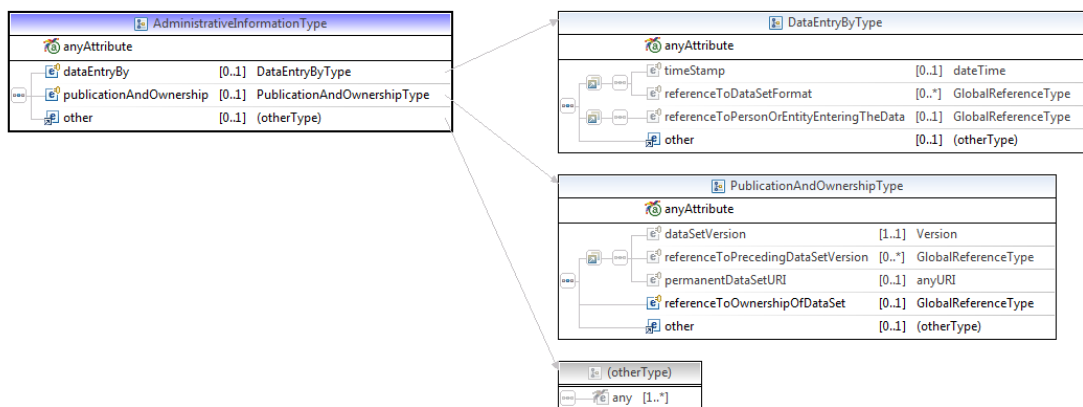 AdministrativeInformationType
anyAttribute
dataEntryBy [0..1] DataEntryByType
publicationAndOwnership [0..1] PublicationAndOwnershipType
other [0..1] (otherType)
DataEntryByType
anyAttribute
timeStamp [0..1] dateTime
referenceToDataSetFormat [0..*] GlobalReferenceType
referenceToPersonOrEntityEnteringTheData [0..1] GlobalReferenceType
other [0..1] (otherType)
PublicationAndOwnershipType
anyAttribute
dataSetVersion [1..1] Version
referenceToPrecedingDataSetVersion [0..*] GlobalReferenceType
permanentDataSetURI [0..1] anyURI
referenceToOwnershipOfDataSet [0..1] GlobalReferenceType
other [0..1] (otherType)
(otherType)
any [1..*]